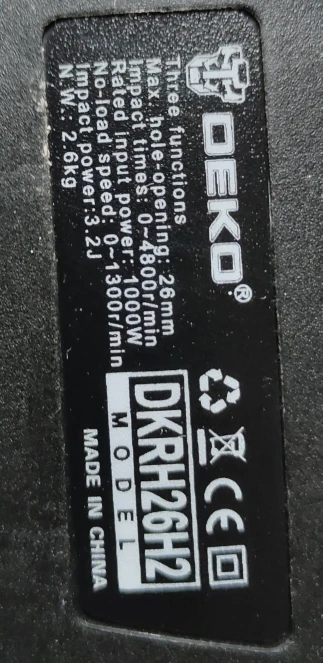 DEKO®
Three functions
Max. hole-opening: 26mm
Impact times: 0~4800r/min
Rated input power: 1000W
No-load speed: 0~1300r/min
Impact power:3.2J
N W: 2.6kg
CE
DKRH26H2
MODEL
MADE IN CHINA